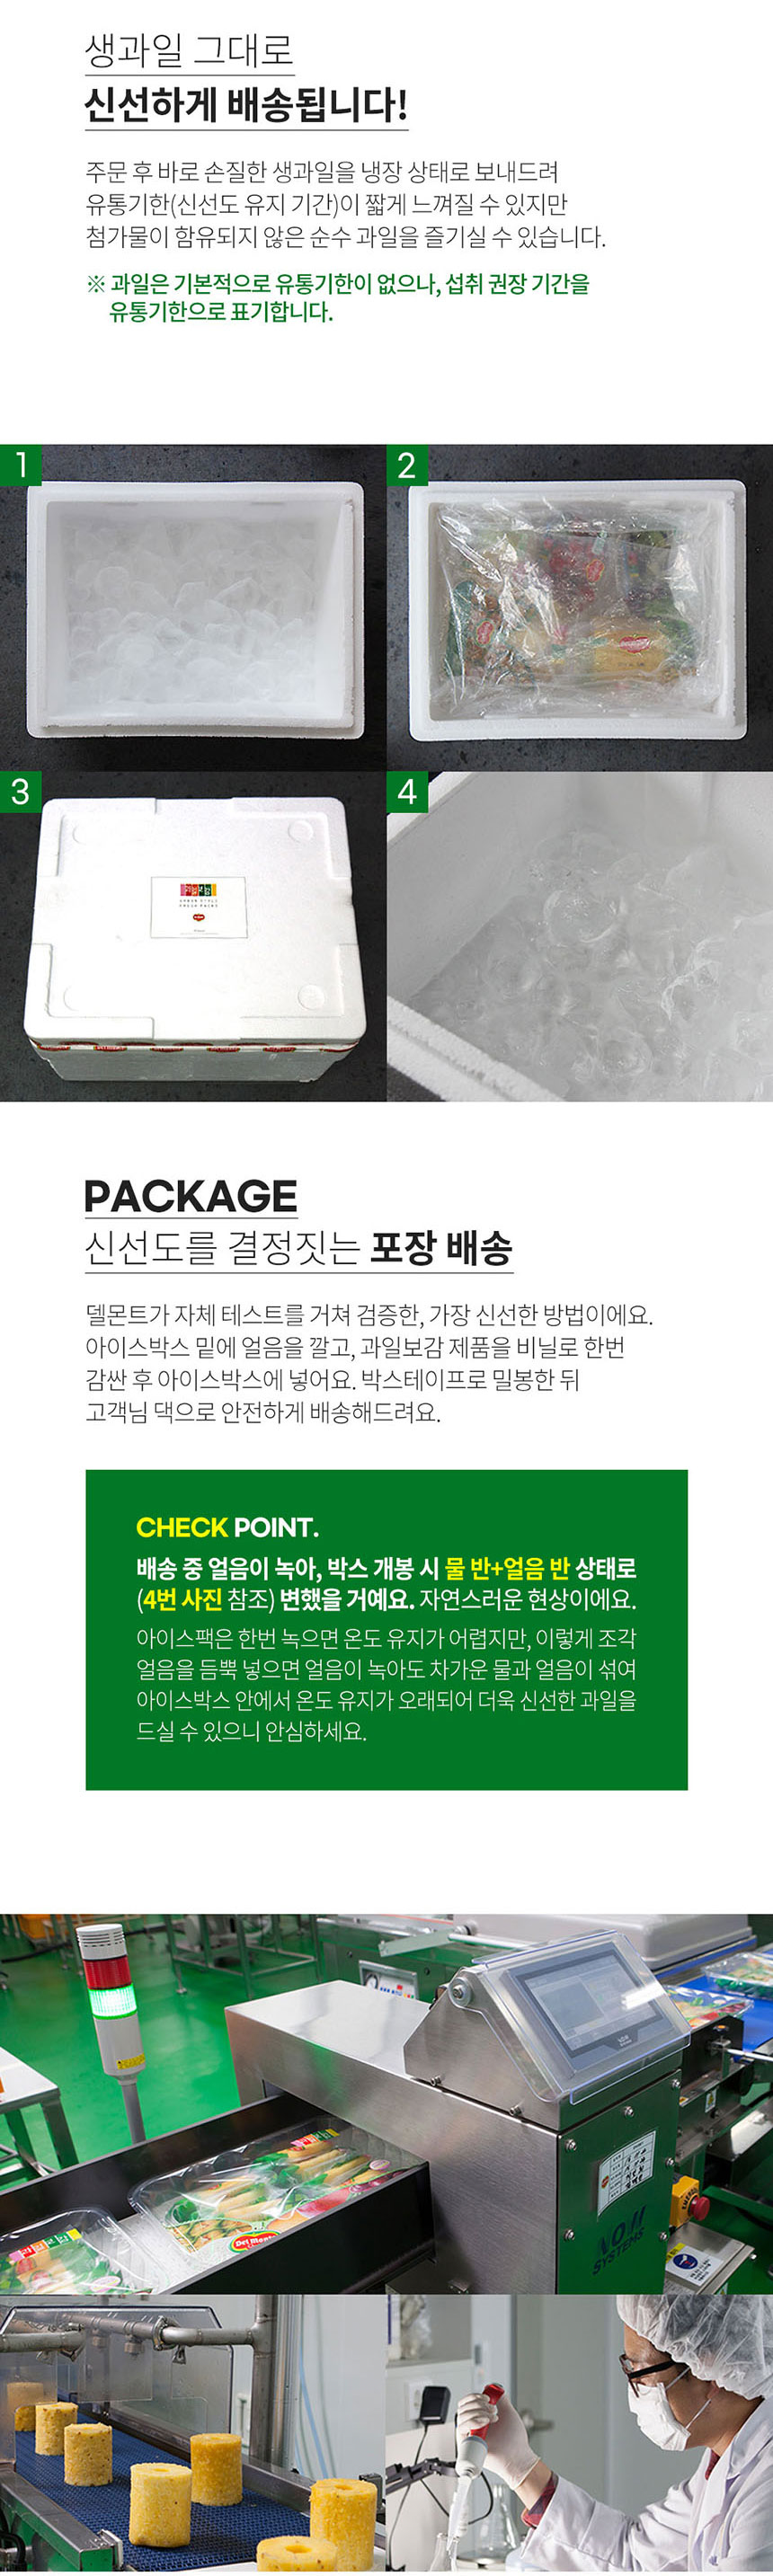 생과일 그대로
신선하게 배송됩니다!
주문 후 바로 손질한 생과일을 냉장 상태로 보내드려
유통기한(신선도 유지 기간)이 짧게 느껴질 수 있지만
첨가물이 함유되지 않은 순수 과일을 즐기실 수 있습니다.
※ 과일은 기본적으로 유통기한이 없으나, 섭취 권장 기간을
유통기한으로 표기합니다.
1
2
3
4
PACKAGE
신선도를 결정짓는 포장 배송
델몬트가 자체 테스트를 거쳐 검증한, 가장 신선한 방법이에요.
아이스박스 밑에 얼음을 깔고, 과일보감 제품을 비닐로 한번
감싼 후 아이스박스에 넣어요. 박스테이프로 밀봉한 뒤
고객님 댁으로 안전하게 배송해드려요.
CHECK POINT.
배송 중 얼음이 녹아, 박스 개봉 시 물 반+얼음 반 상태로
(4번 사진 참조) 변했을 거예요. 자연스러운 현상이에요.
아이스팩은 한번 녹으면 온도 유지가 어렵지만, 이렇게 조각
얼음을 듬뿍 넣으면 얼음이 녹아도 차가운 물과 얼음이 섞여
아이스박스 안에서 온도 유지가 오래되어 더욱 신선한 과일을
드실 수 있으니 안심하세요.
Del Monte
SYSTEMS